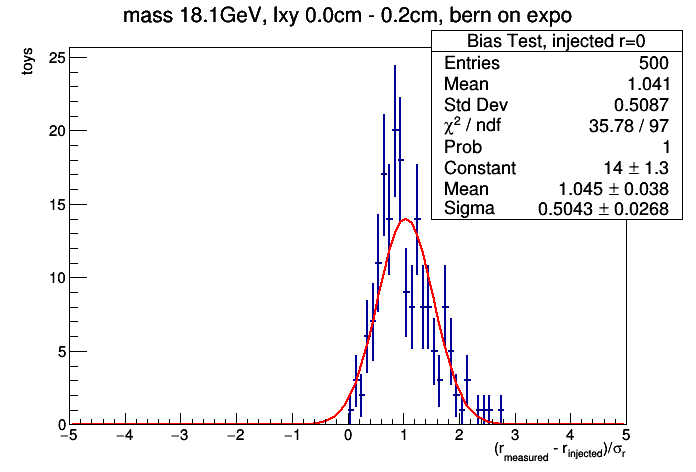 mass 18.1GeV, lxy 0.0cm - 0.2cm, bern on expo
Bias Test, injected r=0
Entries 500
Mean 1.041
Std Dev 0.5087
χ² / ndf 35.78 / 97
Prob 1
Constant 14 ± 1.3
Mean 1.045 ± 0.038
Sigma 0.5043 ± 0.0268
toys
25
20
15
10
5
0
−5 −4 −3 −2 −1 0 1 2 3 4 5
(r_measured - r_injected)/σ_r